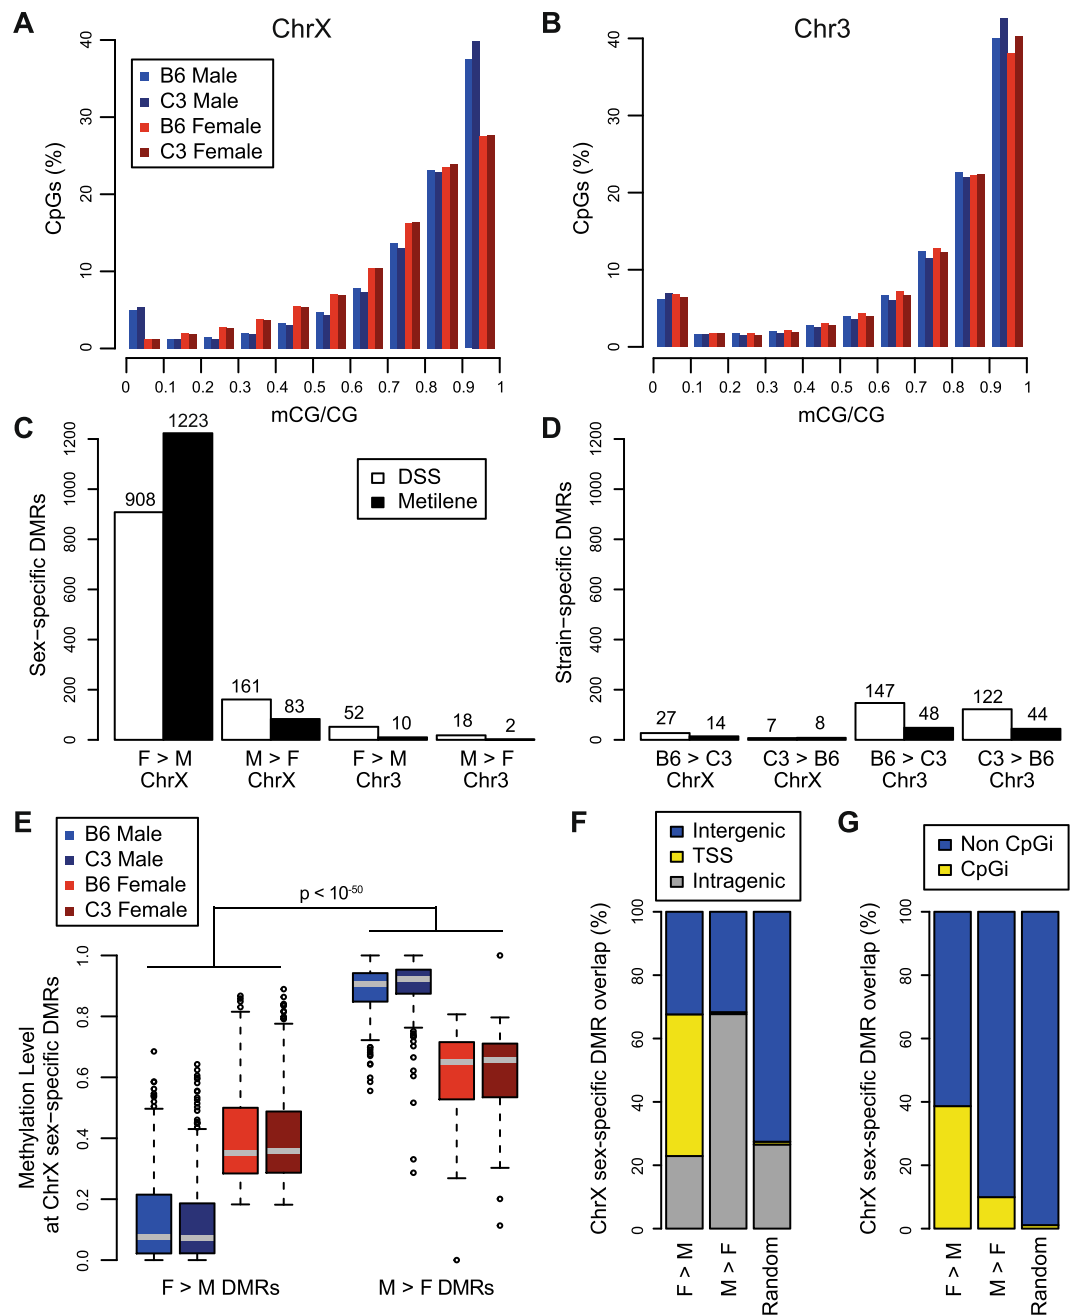 A
ChrX
B6 Male
C3 Male
B6 Female
C3 Female
CpGs (%)
0
10
20
30
40
0 0.1 0.2 0.3 0.4 0.5 0.6 0.7 0.8 0.9 1
mCG/CG
B
Chr3
CpGs (%)
0
10
20
30
40
0 0.1 0.2 0.3 0.4 0.5 0.6 0.7 0.8 0.9 1
mCG/CG
C
Sex−specific DMRs
0
200
400
600
800
1000
1200
DSS
Metilene
908
1223
161
83
52
10
18
2
F > M
ChrX
M > F
ChrX
F > M
Chr3
M > F
Chr3
D
Strain−specific DMRs
0
200
400
600
800
1000
1200
27
14
7
8
147
48
122
44
B6 > C3
ChrX
C3 > B6
ChrX
B6 > C3
Chr3
C3 > B6
Chr3
E
B6 Male
C3 Male
B6 Female
C3 Female
p < 10-50
Methylation Level
at ChrX sex−specific DMRs
0.0
0.2
0.4
0.6
0.8
1.0
F > M DMRs
M > F DMRs
F
Intergenic
TSS
Intragenic
ChrX sex−specific DMR overlap (%)
0
20
40
60
80
100
F > M
M > F
Random
G
Non CpGi
CpGi
ChrX sex−specific DMR overlap (%)
0
20
40
60
80
100
F > M
M > F
Random